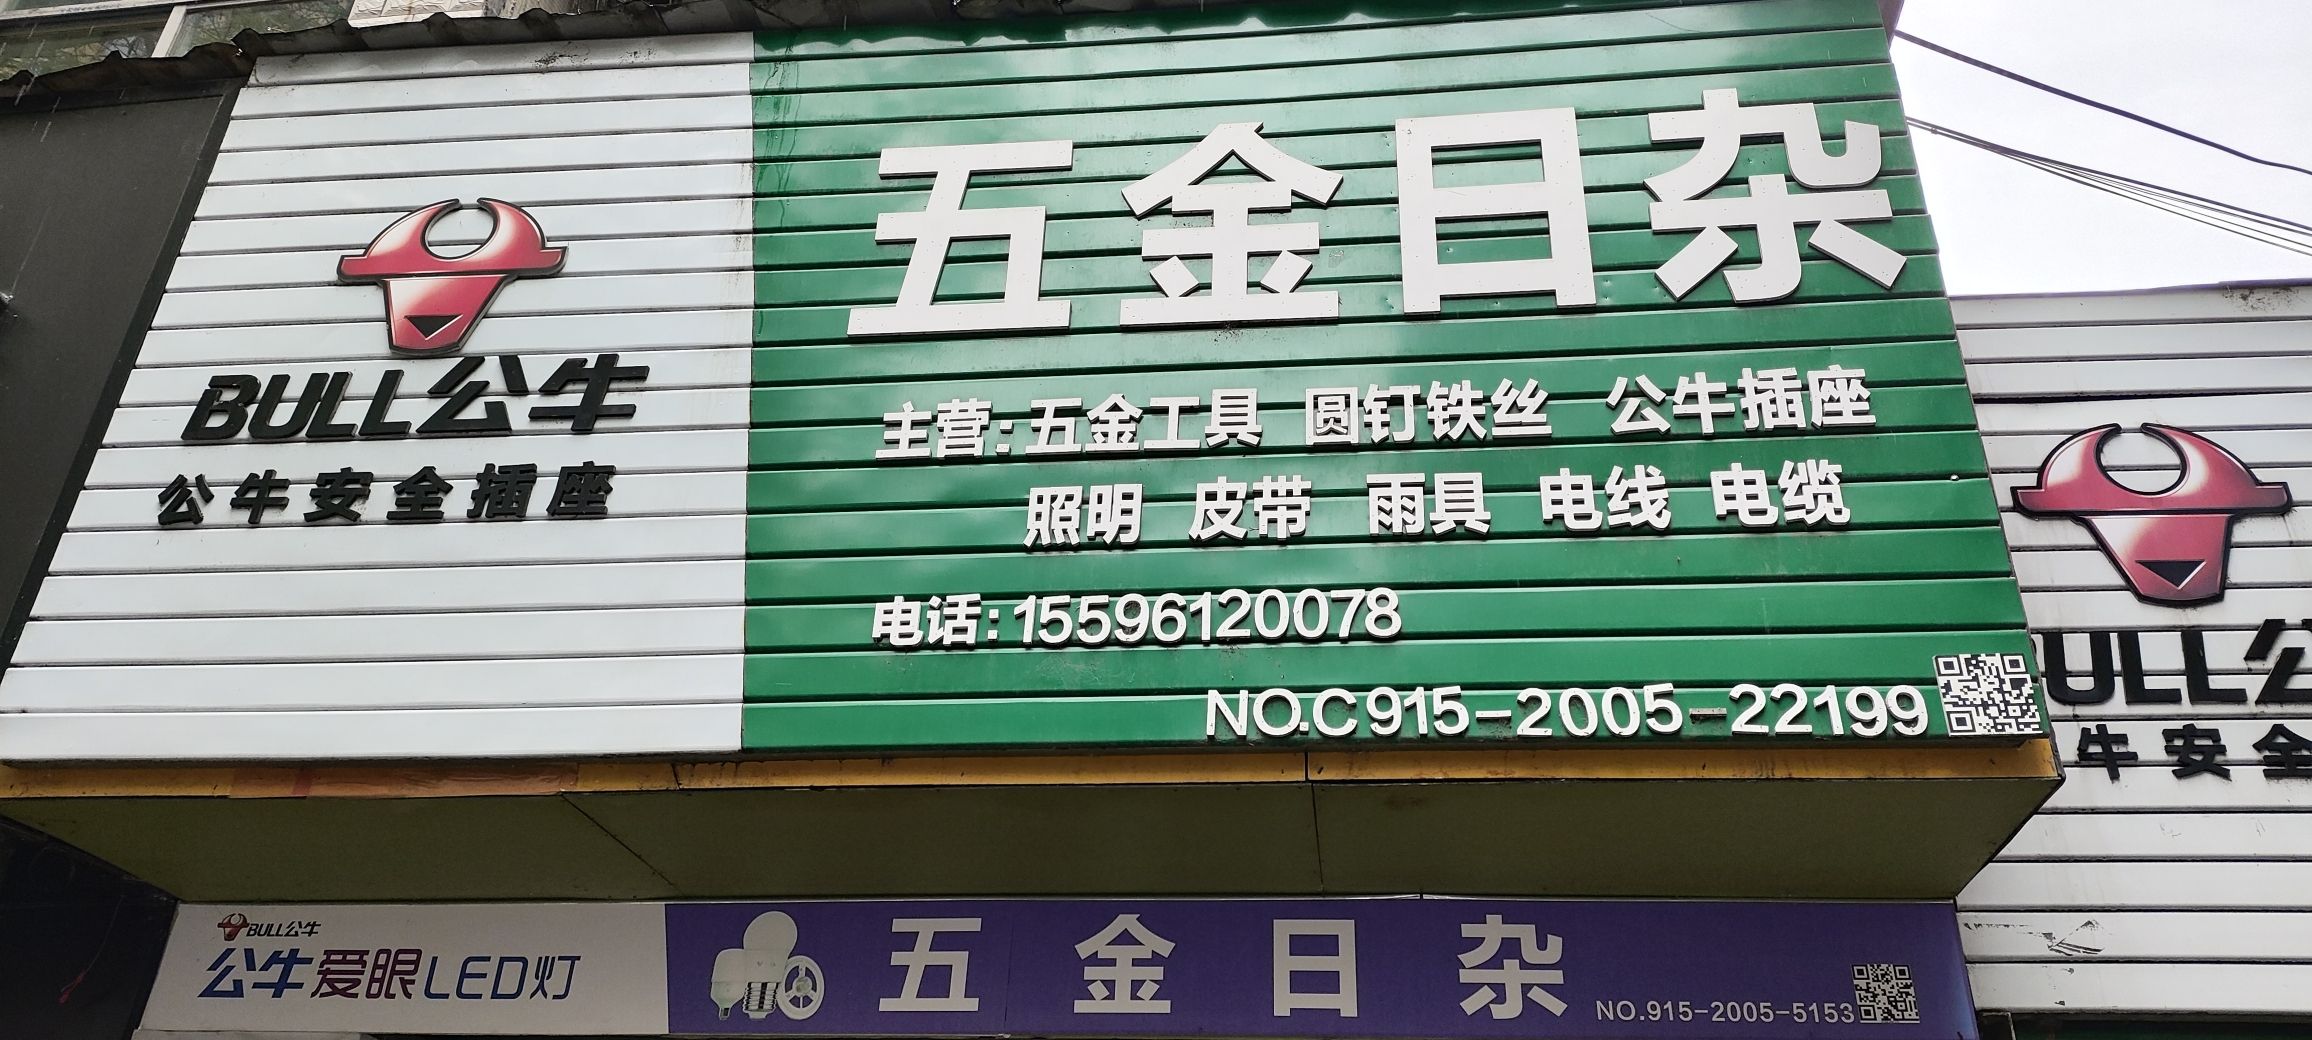 BULL公牛
公牛安全插座
五金日杂
主营:五金工具 圆钉铁丝 公牛插座
照明 皮带 雨具 电线 电缆
电话:15596120078
NO.C915-2005-22199
ULL公
牛安全
BULL公牛
公牛爱眼LED灯
五金日杂
NO.915-2005-5153